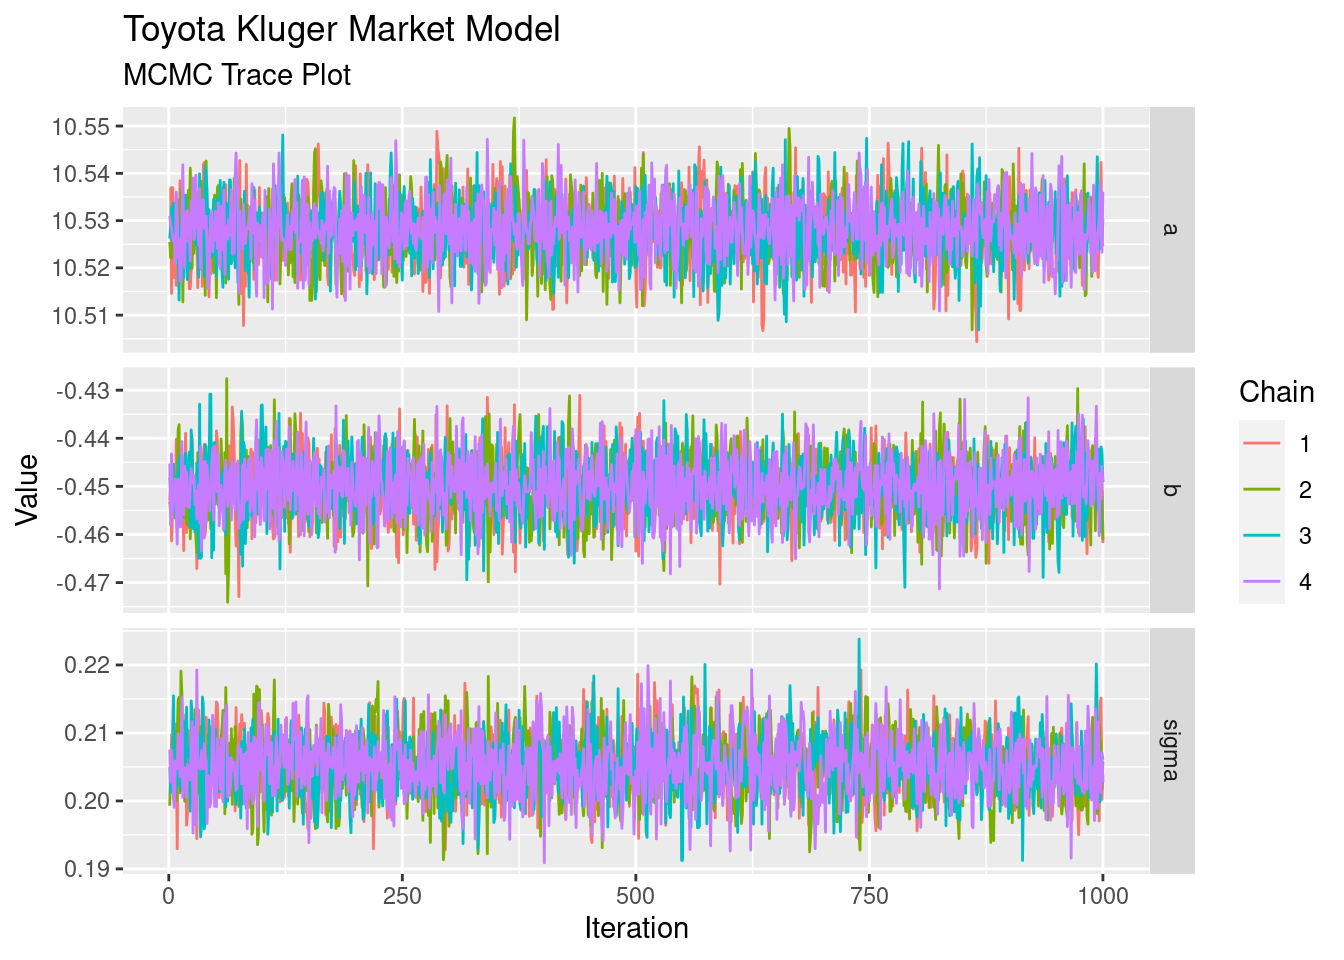 Toyota Kluger Market Model
MCMC Trace Plot
10.55
10.54
10.53
10.52
10.51
a
-0.43
-0.44
-0.45
-0.46
-0.47
b
0.22
0.21
0.20
0.19
sigma
Value
0 250 500 750 1000
Iteration
Chain
1
2
3
4